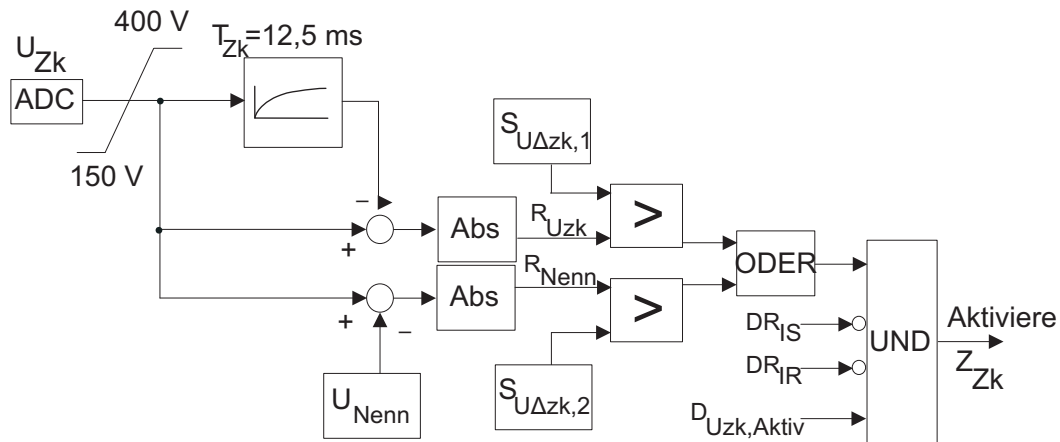 400 V
T_Zk=12,5 ms
U_Zk
ADC
150 V
S_UΔzk,1
–
+
Abs
R_Uzk
>
ODER
R_Nenn
Abs
+
–
>
U_Nenn
S_UΔzk,2
DR_IS
DR_IR
D_Uzk,Aktiv
UND
Aktiviere
Z_Zk